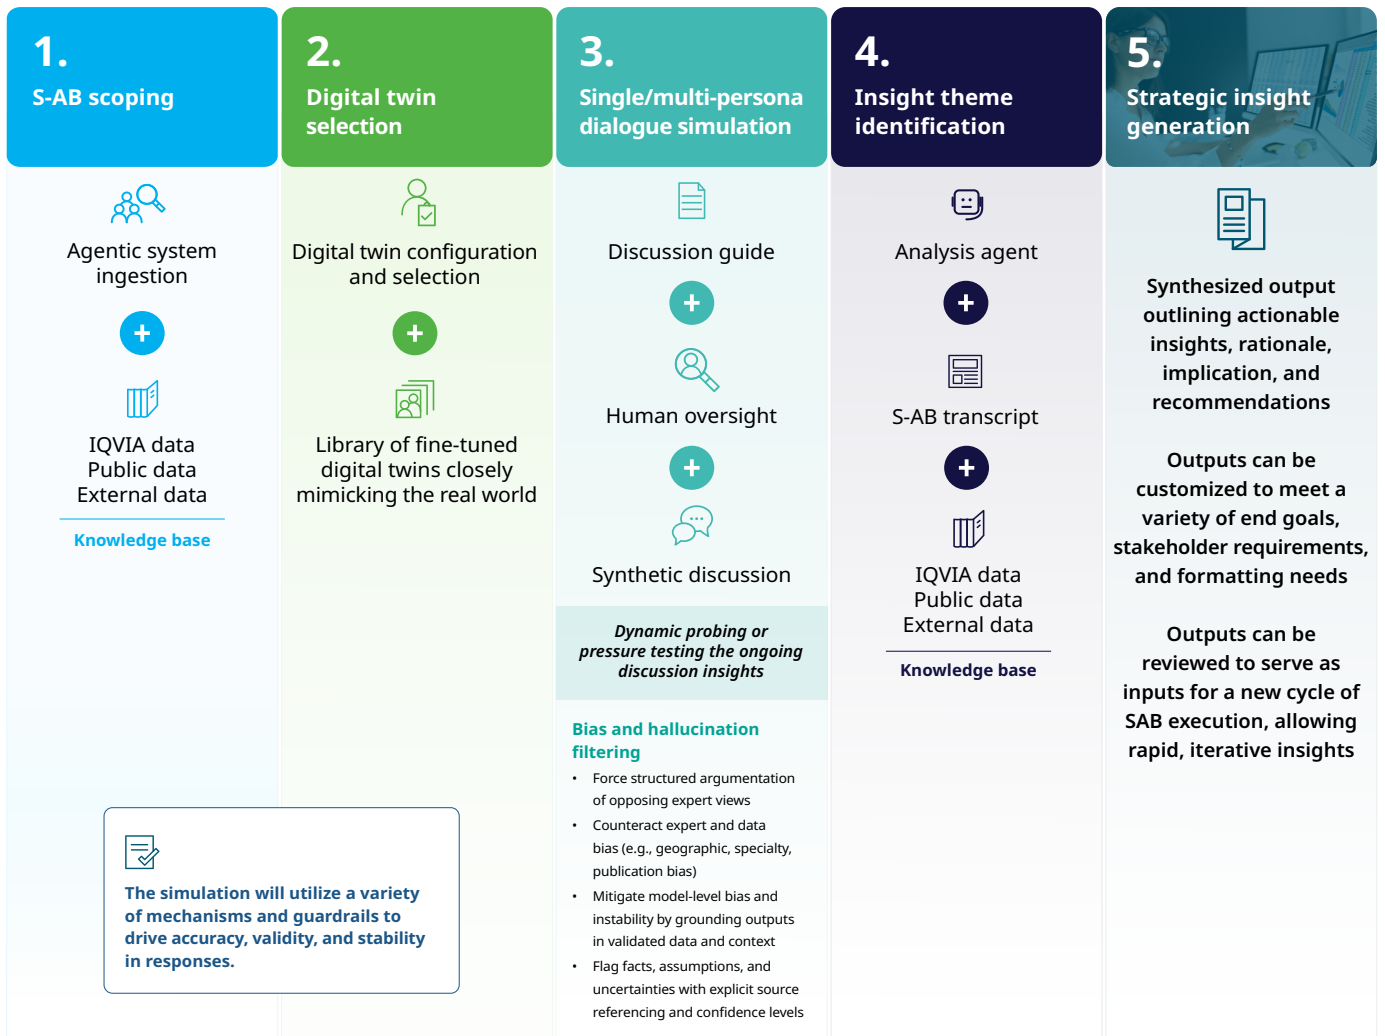 1.
S-AB scoping
Agentic system
ingestion
+
IQVIA data
Public data
External data
Knowledge base
2.
Digital twin
selection
Digital twin configuration
and selection
+
Library of fine-tuned
digital twins closely
mimicking the real world
The simulation will utilize a variety
of mechanisms and guardrails to
drive accuracy, validity, and stability
in responses.
3.
Single/multi-persona
dialogue simulation
Discussion guide
+
Human oversight
+
Synthetic discussion
Dynamic probing or
pressure testing the ongoing
discussion insights
Bias and hallucination
filtering
• Force structured argumentation
of opposing expert views
• Counteract expert and data
bias (e.g., geographic, specialty,
publication bias)
• Mitigate model-level bias and
instability by grounding outputs
in validated data and context
• Flag facts, assumptions, and
uncertainties with explicit source
referencing and confidence levels
4.
Insight theme
identification
Analysis agent
+
S-AB transcript
+
IQVIA data
Public data
External data
Knowledge base
5.
Strategic insight
generation
Synthesized output
outlining actionable
insights, rationale,
implication, and
recommendations
Outputs can be
customized to meet a
variety of end goals,
stakeholder requirements,
and formatting needs
Outputs can be
reviewed to serve as
inputs for a new cycle of
SAB execution, allowing
rapid, iterative insights